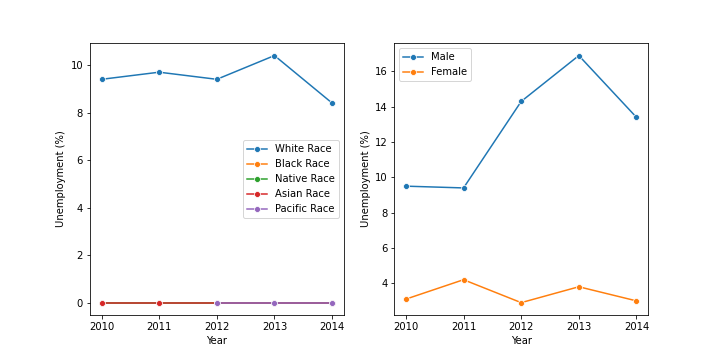 10
8
6
4
2
0
Unemployment (%)
White Race
Black Race
Native Race
Asian Race
Pacific Race
2010 2011 2012 2013 2014
Year
16
14
12
10
8
6
4
Unemployment (%)
Male
Female
2010 2011 2012 2013 2014
Year